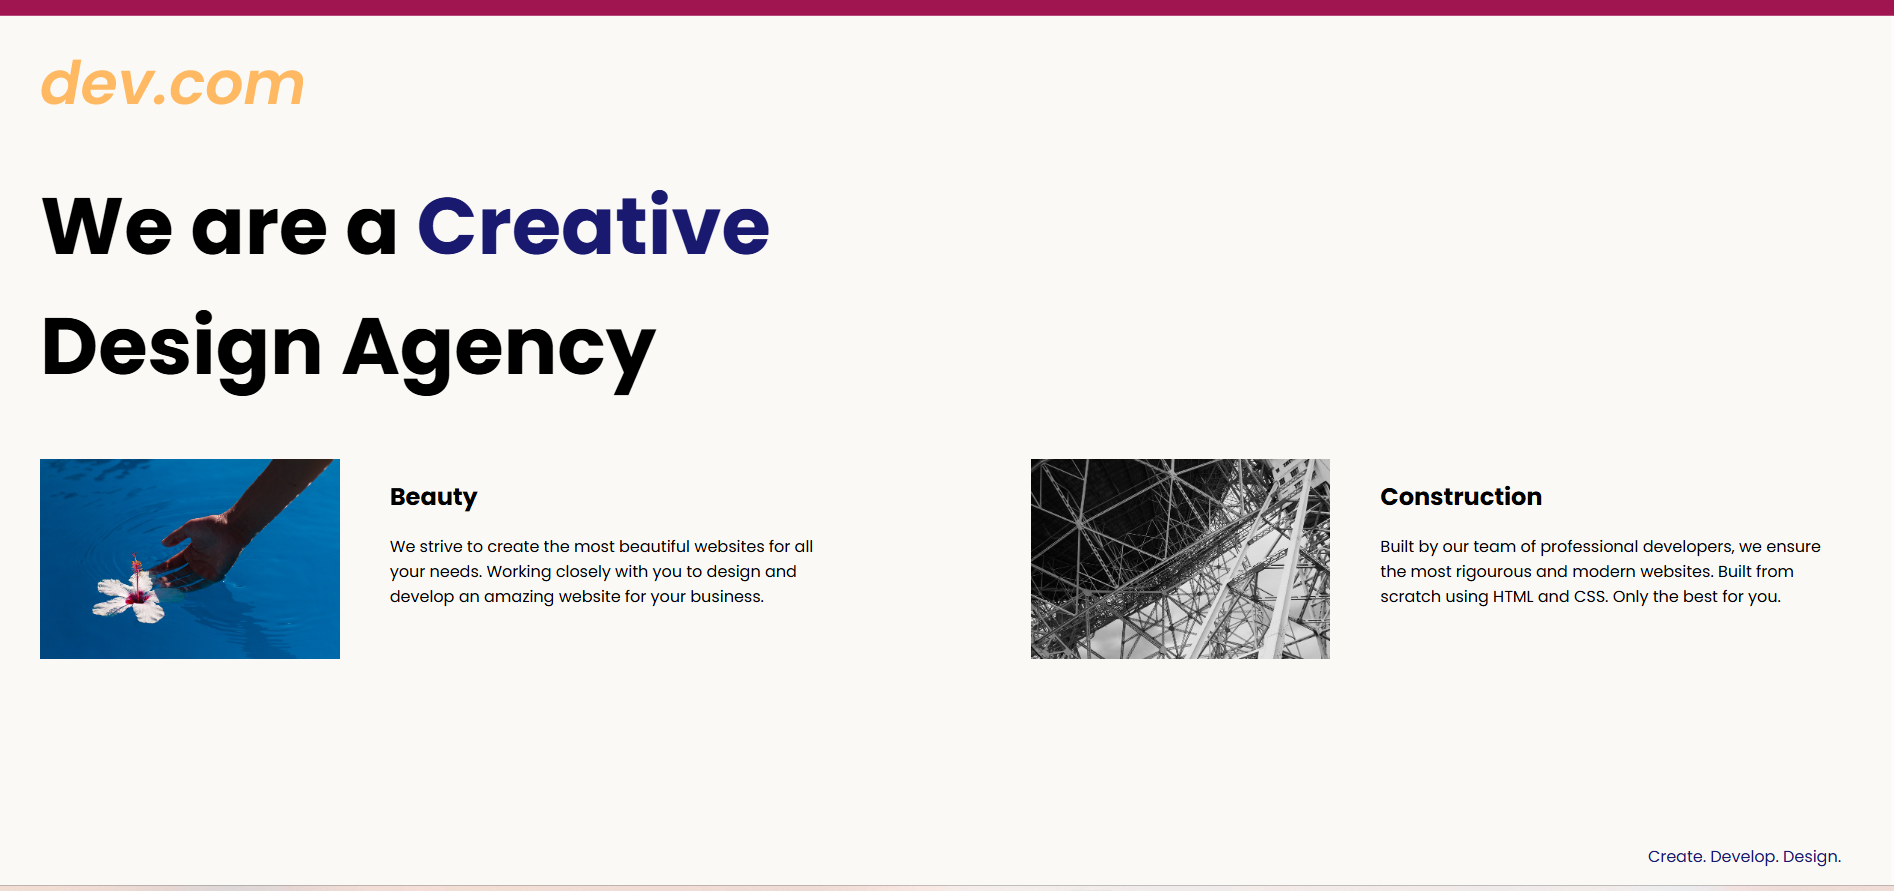 dev.com
We are a Creative
Design Agency
Beauty
We strive to create the most beautiful websites for all
your needs. Working closely with you to design and
develop an amazing website for your business.
Construction
Built by our team of professional developers, we ensure
the most rigourous and modern websites. Built from
scratch using HTML and CSS. Only the best for you.
Create. Develop. Design.